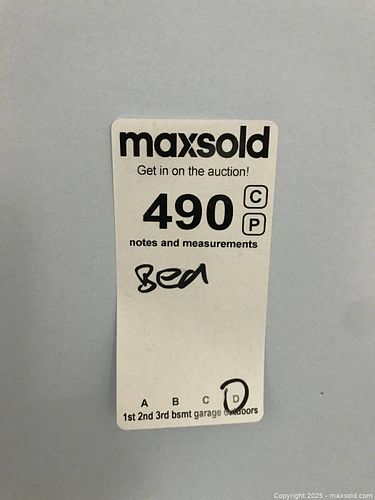 maxsold
Get in on the auction!
490 C
P
notes and measurements
Bed
A B C D
1st 2nd 3rd bsmt garage outdoors
Copyright 2025 - maxsold.com